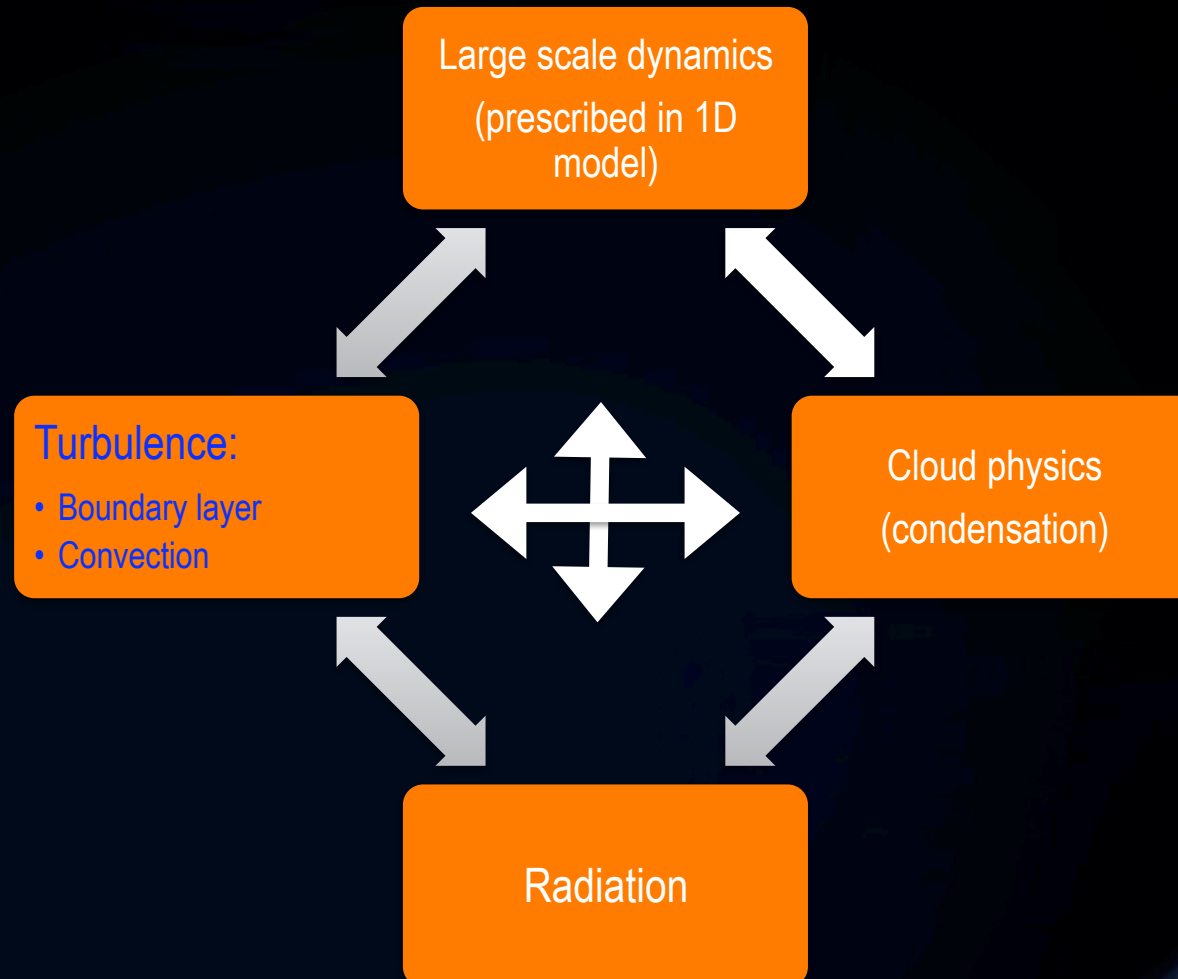 Large scale dynamics
(prescribed in 1D
model)
Turbulence:
• Boundary layer
• Convection
Cloud physics
(condensation)
Radiation